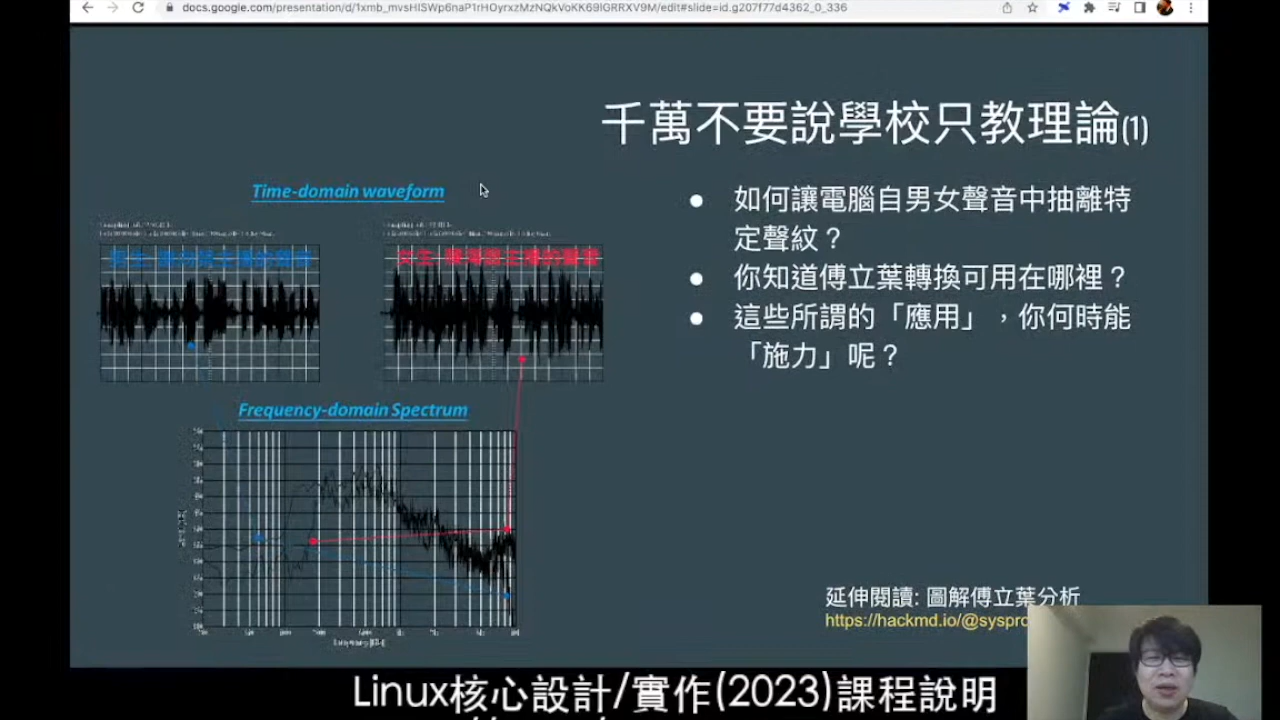 docs.google.com/presentation/d/1xmb_mvsHISWp6naP1rHOyrxzMzNQkVoKK69IGRRXV9M/edit#slide=id.g207f77d4362_0_336
千萬不要說學校只教理論(1)
Time-domain waveform
Frequency-domain Spectrum
如何讓電腦自男女聲音中抽離特
定聲紋？
你知道傅立葉轉換可用在哪裡？
這些所謂的「應用」，你何時能
「施力」呢？
延伸閱讀: 圖解傅立葉分析
https://hackmd.io/@syspro
Linux核心設計/實作(2023)課程說明